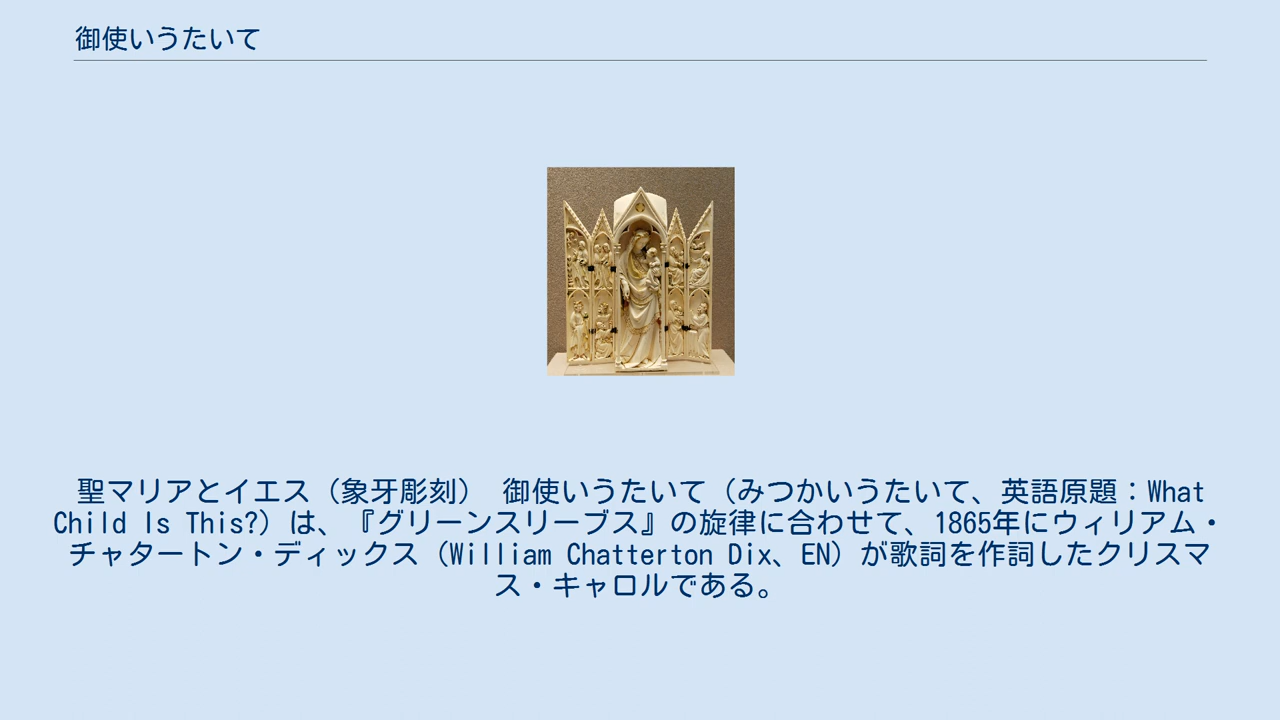 御使いうたいて
聖マリアとイエス（象牙彫刻） 御使いうたいて（みつかいうたいて、英語原題：What
Child Is This?）は、『グリーンスリーブス』の旋律に合わせて、1865年にウィリアム・
チャタートン・ディックス（William Chatterton Dix、EN）が歌詞を作詞したクリスマ
ス・キャロルである。